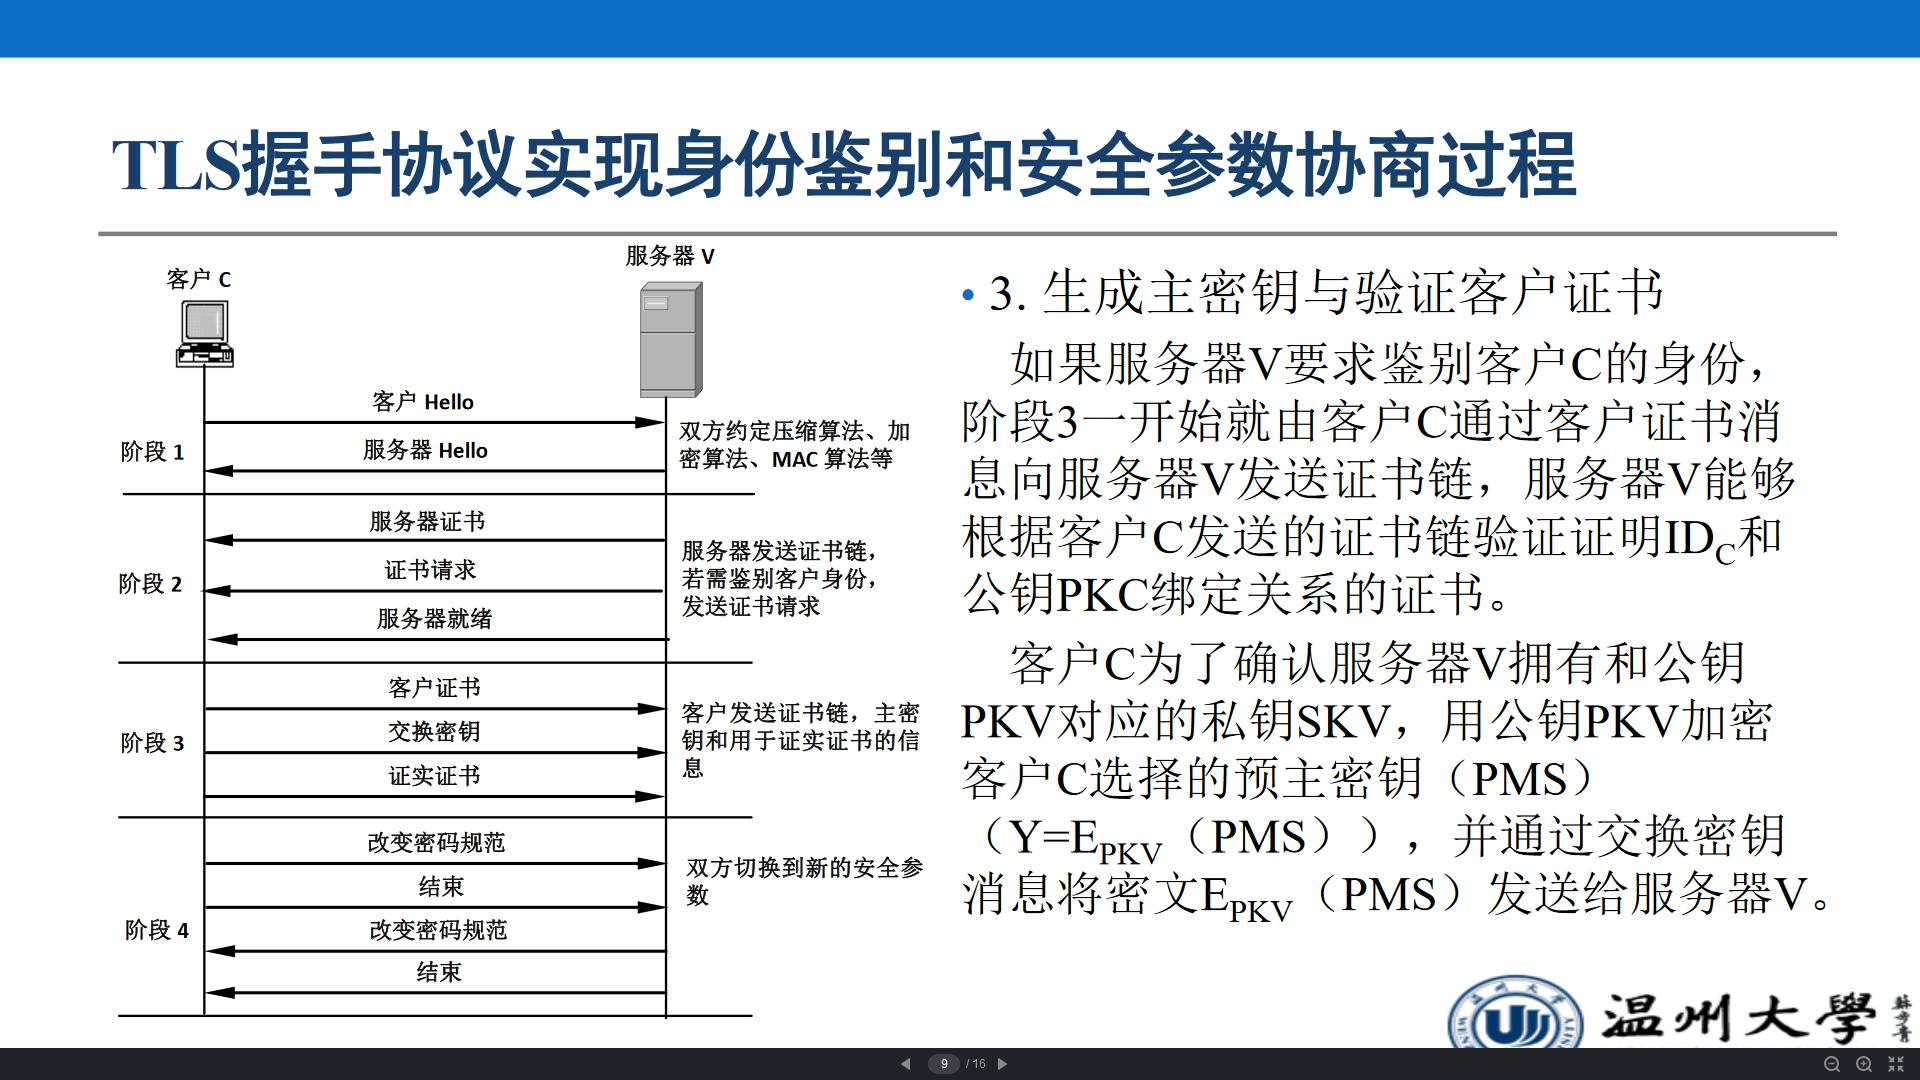 TLS握手协议实现身份鉴别和安全参数协商过程
客户 C
服务器 V
客户 Hello
阶段 1
服务器 Hello
双方约定压缩算法、加
密算法、MAC 算法等
服务器证书
阶段 2
证书请求
服务器就绪
服务器发送证书链，
若需鉴别客户身份，
发送证书请求
客户证书
阶段 3
交换密钥
证实证书
客户发送证书链，主密
钥和用于证实证书的信
息
改变密码规范
结束
阶段 4
改变密码规范
结束
双方切换到新的安全参
数
• 3. 生成主密钥与验证客户证书
如果服务器V要求鉴别客户C的身份，
阶段3一开始就由客户C通过客户证书消
息向服务器V发送证书链，服务器V能够
根据客户C发送的证书链验证证明IDC和
公钥PKC绑定关系的证书。
客户C为了确认服务器V拥有和公钥
PKV对应的私钥SKV，用公钥PKV加密
客户C选择的预主密钥（PMS）
（Y=EPKV（PMS）），并通过交换密钥
消息将密文EPKV（PMS）发送给服务器V。
温州大學
9 / 16